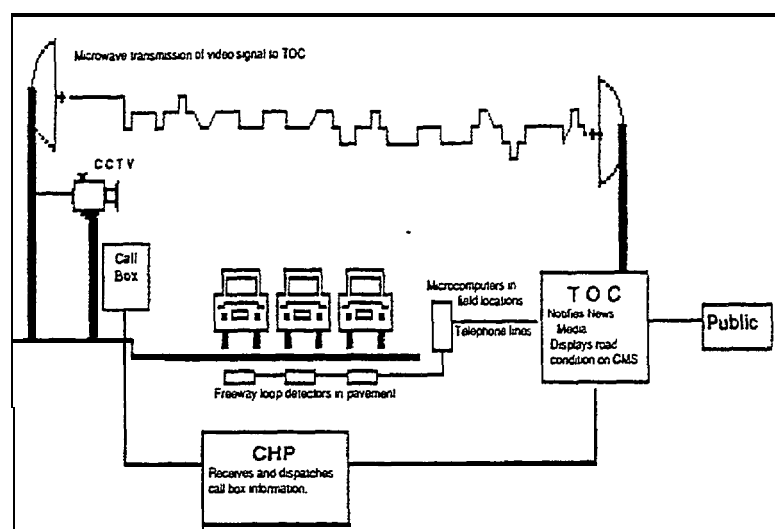 Microwave transmission of video signal to TOC
CCTV
Call
Box
Microcomputers in
field locations
Telephone lines
TOC
Notifies News
Media
Displays road
condition on CMS
Public
Freeway loop detectors in pavement
CHP
Receives and dispatches
call box information.